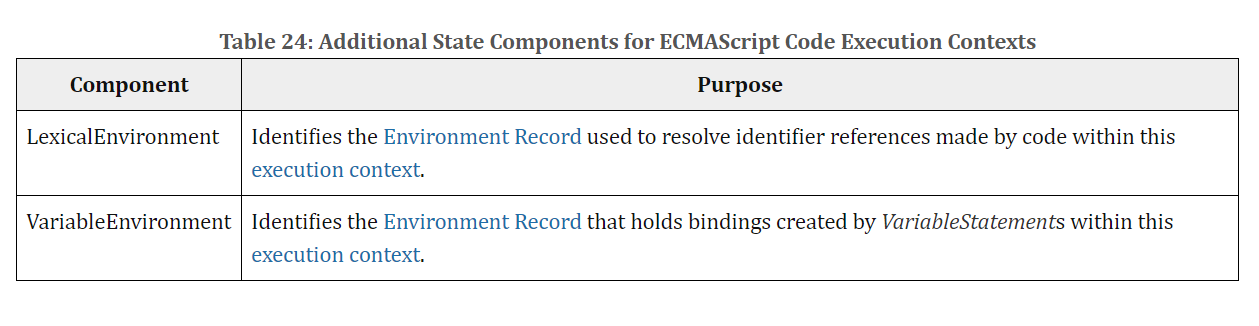 Table 24: Additional State Components for ECMAScript Code Execution Contexts
Component Purpose
LexicalEnvironment Identifies the Environment Record used to resolve identifier references made by code within this
execution context.
VariableEnvironment Identifies the Environment Record that holds bindings created by VariableStatements within this
execution context.